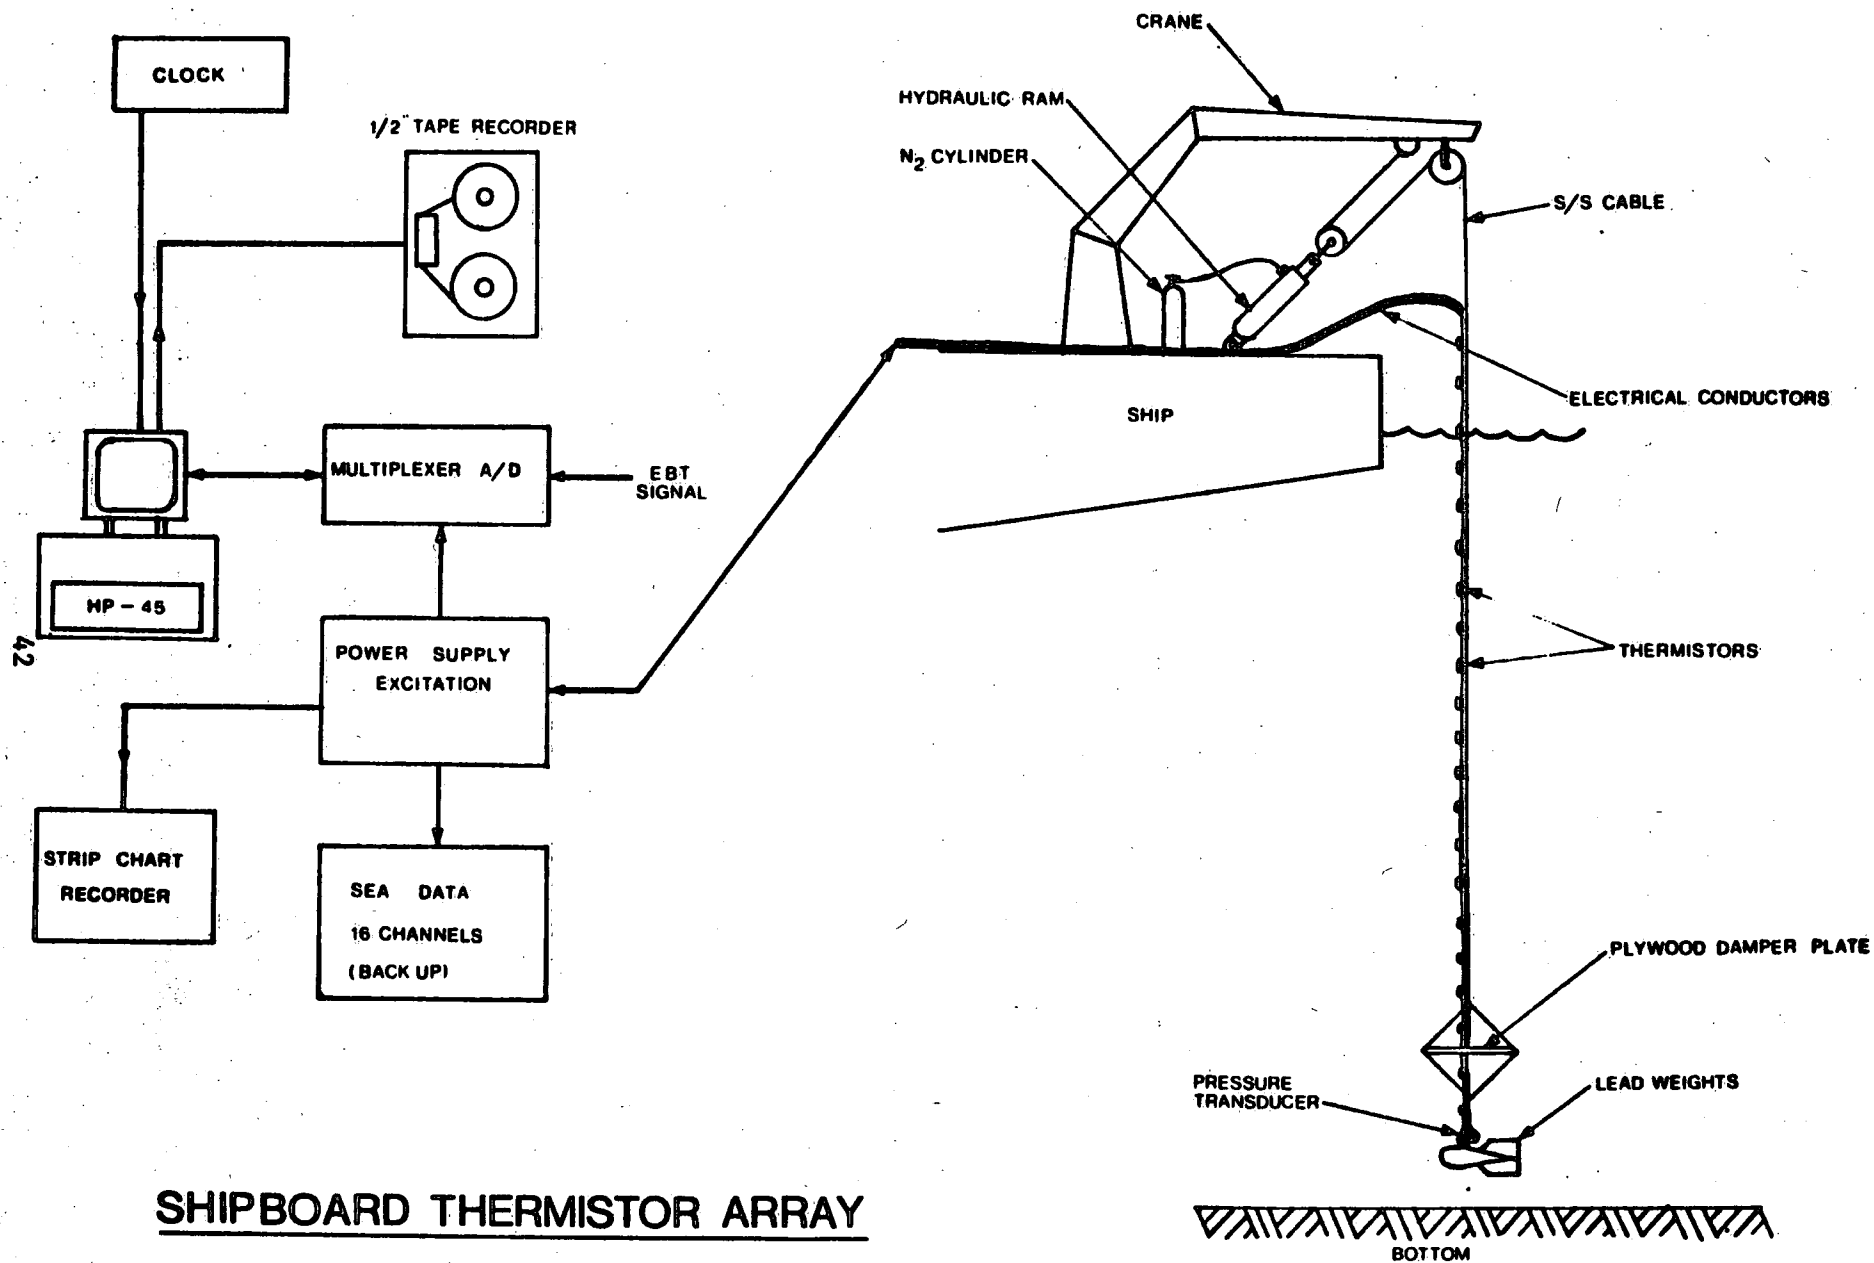 CLOCK
1/2" TAPE RECORDER
MULTIPLEXER A/D
EBT
SIGNAL
HP-45
42
POWER SUPPLY
EXCITATION
STRIP CHART
RECORDER
SEA DATA
16 CHANNELS
(BACK UP)
SHIPBOARD THERMISTOR ARRAY
CRANE
HYDRAULIC RAM
N2 CYLINDER
S/S CABLE
ELECTRICAL CONDUCTORS
SHIP
THERMISTORS
PLYWOOD DAMPER PLATE
PRESSURE
TRANSDUCER
LEAD WEIGHTS
BOTTOM